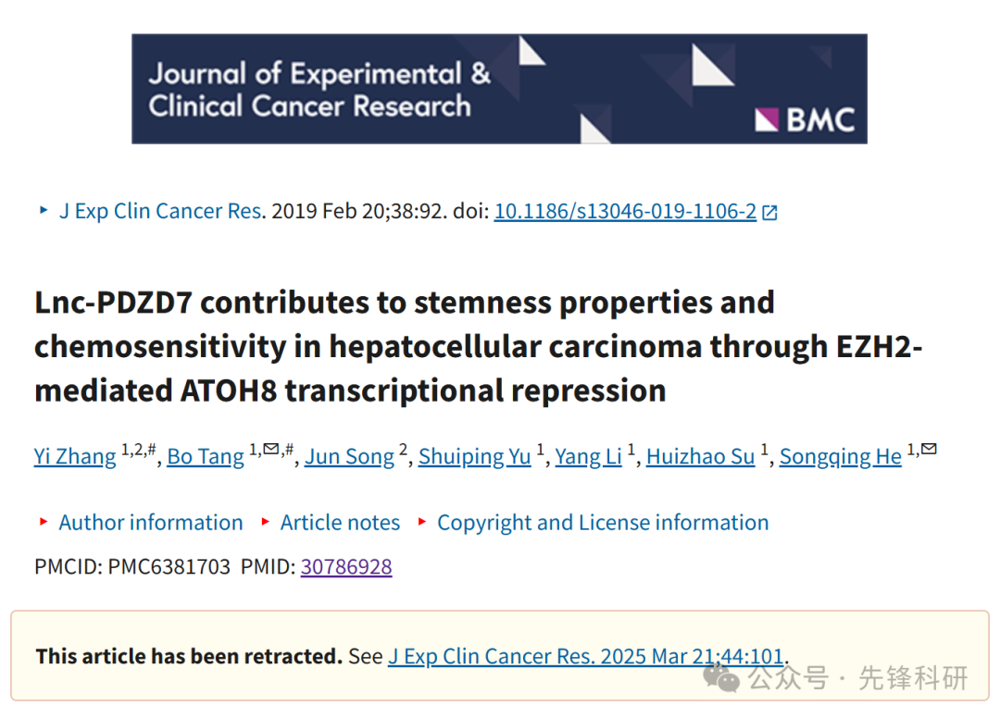 Journal of Experimental &
Clinical Cancer Research
BMC
J Exp Clin Cancer Res. 2019 Feb 20;38:92. doi: 10.1186/s13046-019-1106-2
Lnc-PDZD7 contributes to stemness properties and
chemosensitivity in hepatocellular carcinoma through EZH2-
mediated ATOH8 transcriptional repression
Yi Zhang 1,2,#, Bo Tang 1,✉,#, Jun Song 2, Shuiping Yu 1, Yang Li 1, Huizhao Su 1, Songqing He 1,✉
Author information Article notes Copyright and License information
PMCID: PMC6381703 PMID: 30786928
This article has been retracted. See J Exp Clin Cancer Res. 2025 Mar 21;44:101.
公众号 · 先锋科研